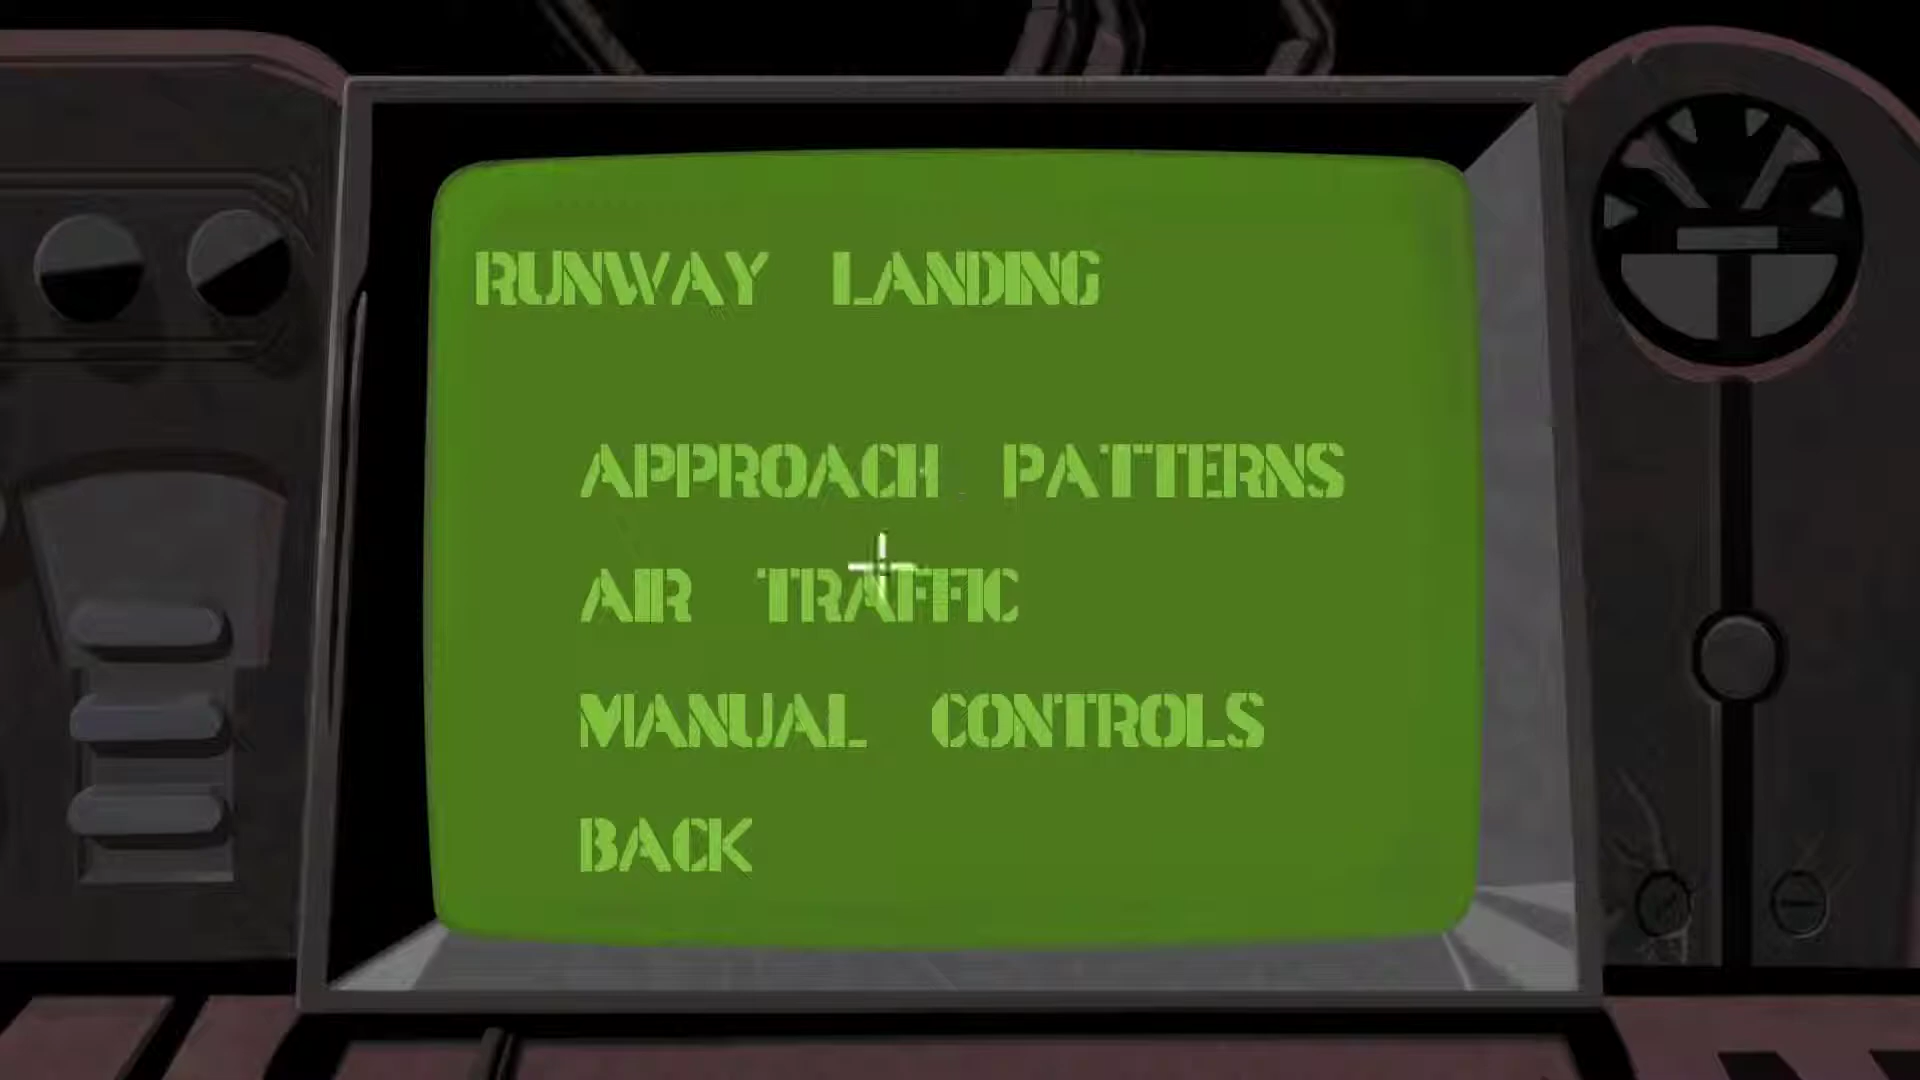 RUNWAY LANDING
APPROACH PATTERNS
AIR TRAFFIC
MANUAL CONTROLS
BACK